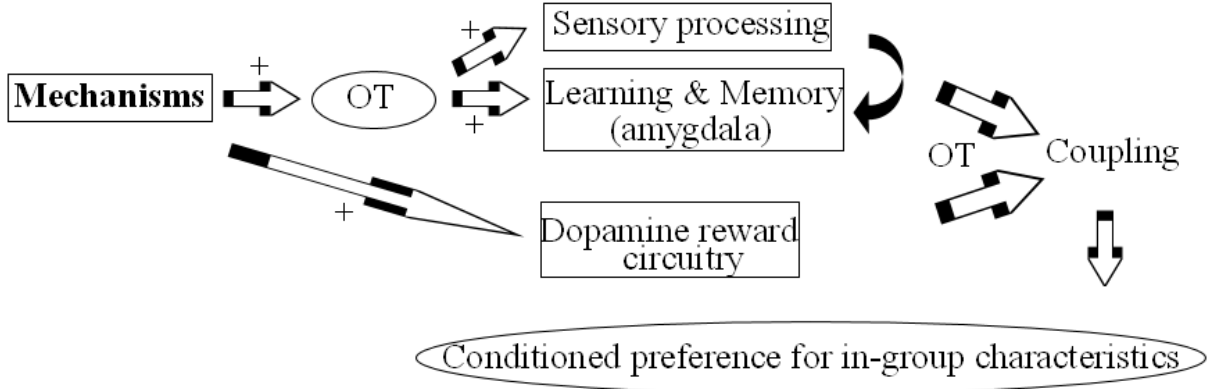 +
Sensory processing
+
Mechanisms
OT
Learning & Memory
(amygdala)
+
OT
Coupling
+
Dopamine reward
circuitry
Conditioned preference for in-group characteristics